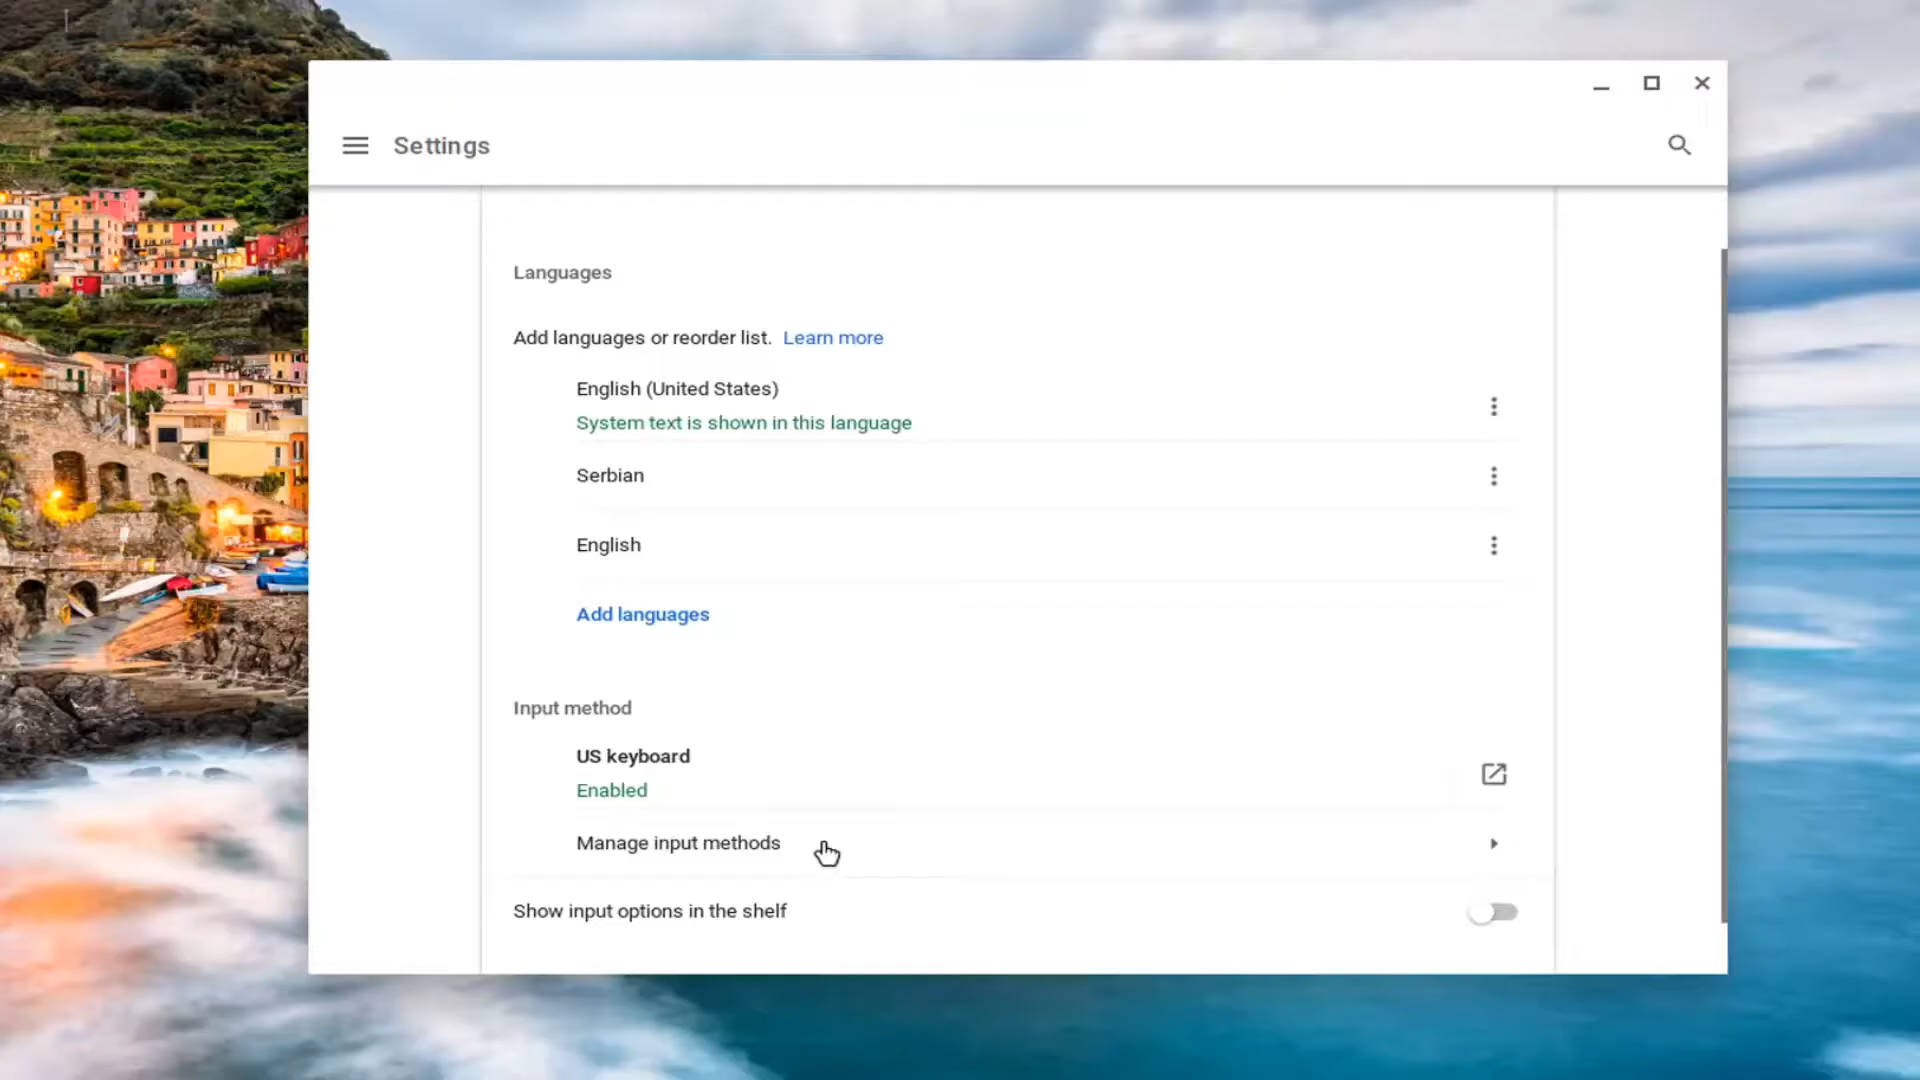 Settings
Languages
Add languages or reorder list. Learn more
English (United States)
System text is shown in this language
Serbian
English
Add languages
Input method
US keyboard
Enabled
Manage input methods
Show input options in the shelf